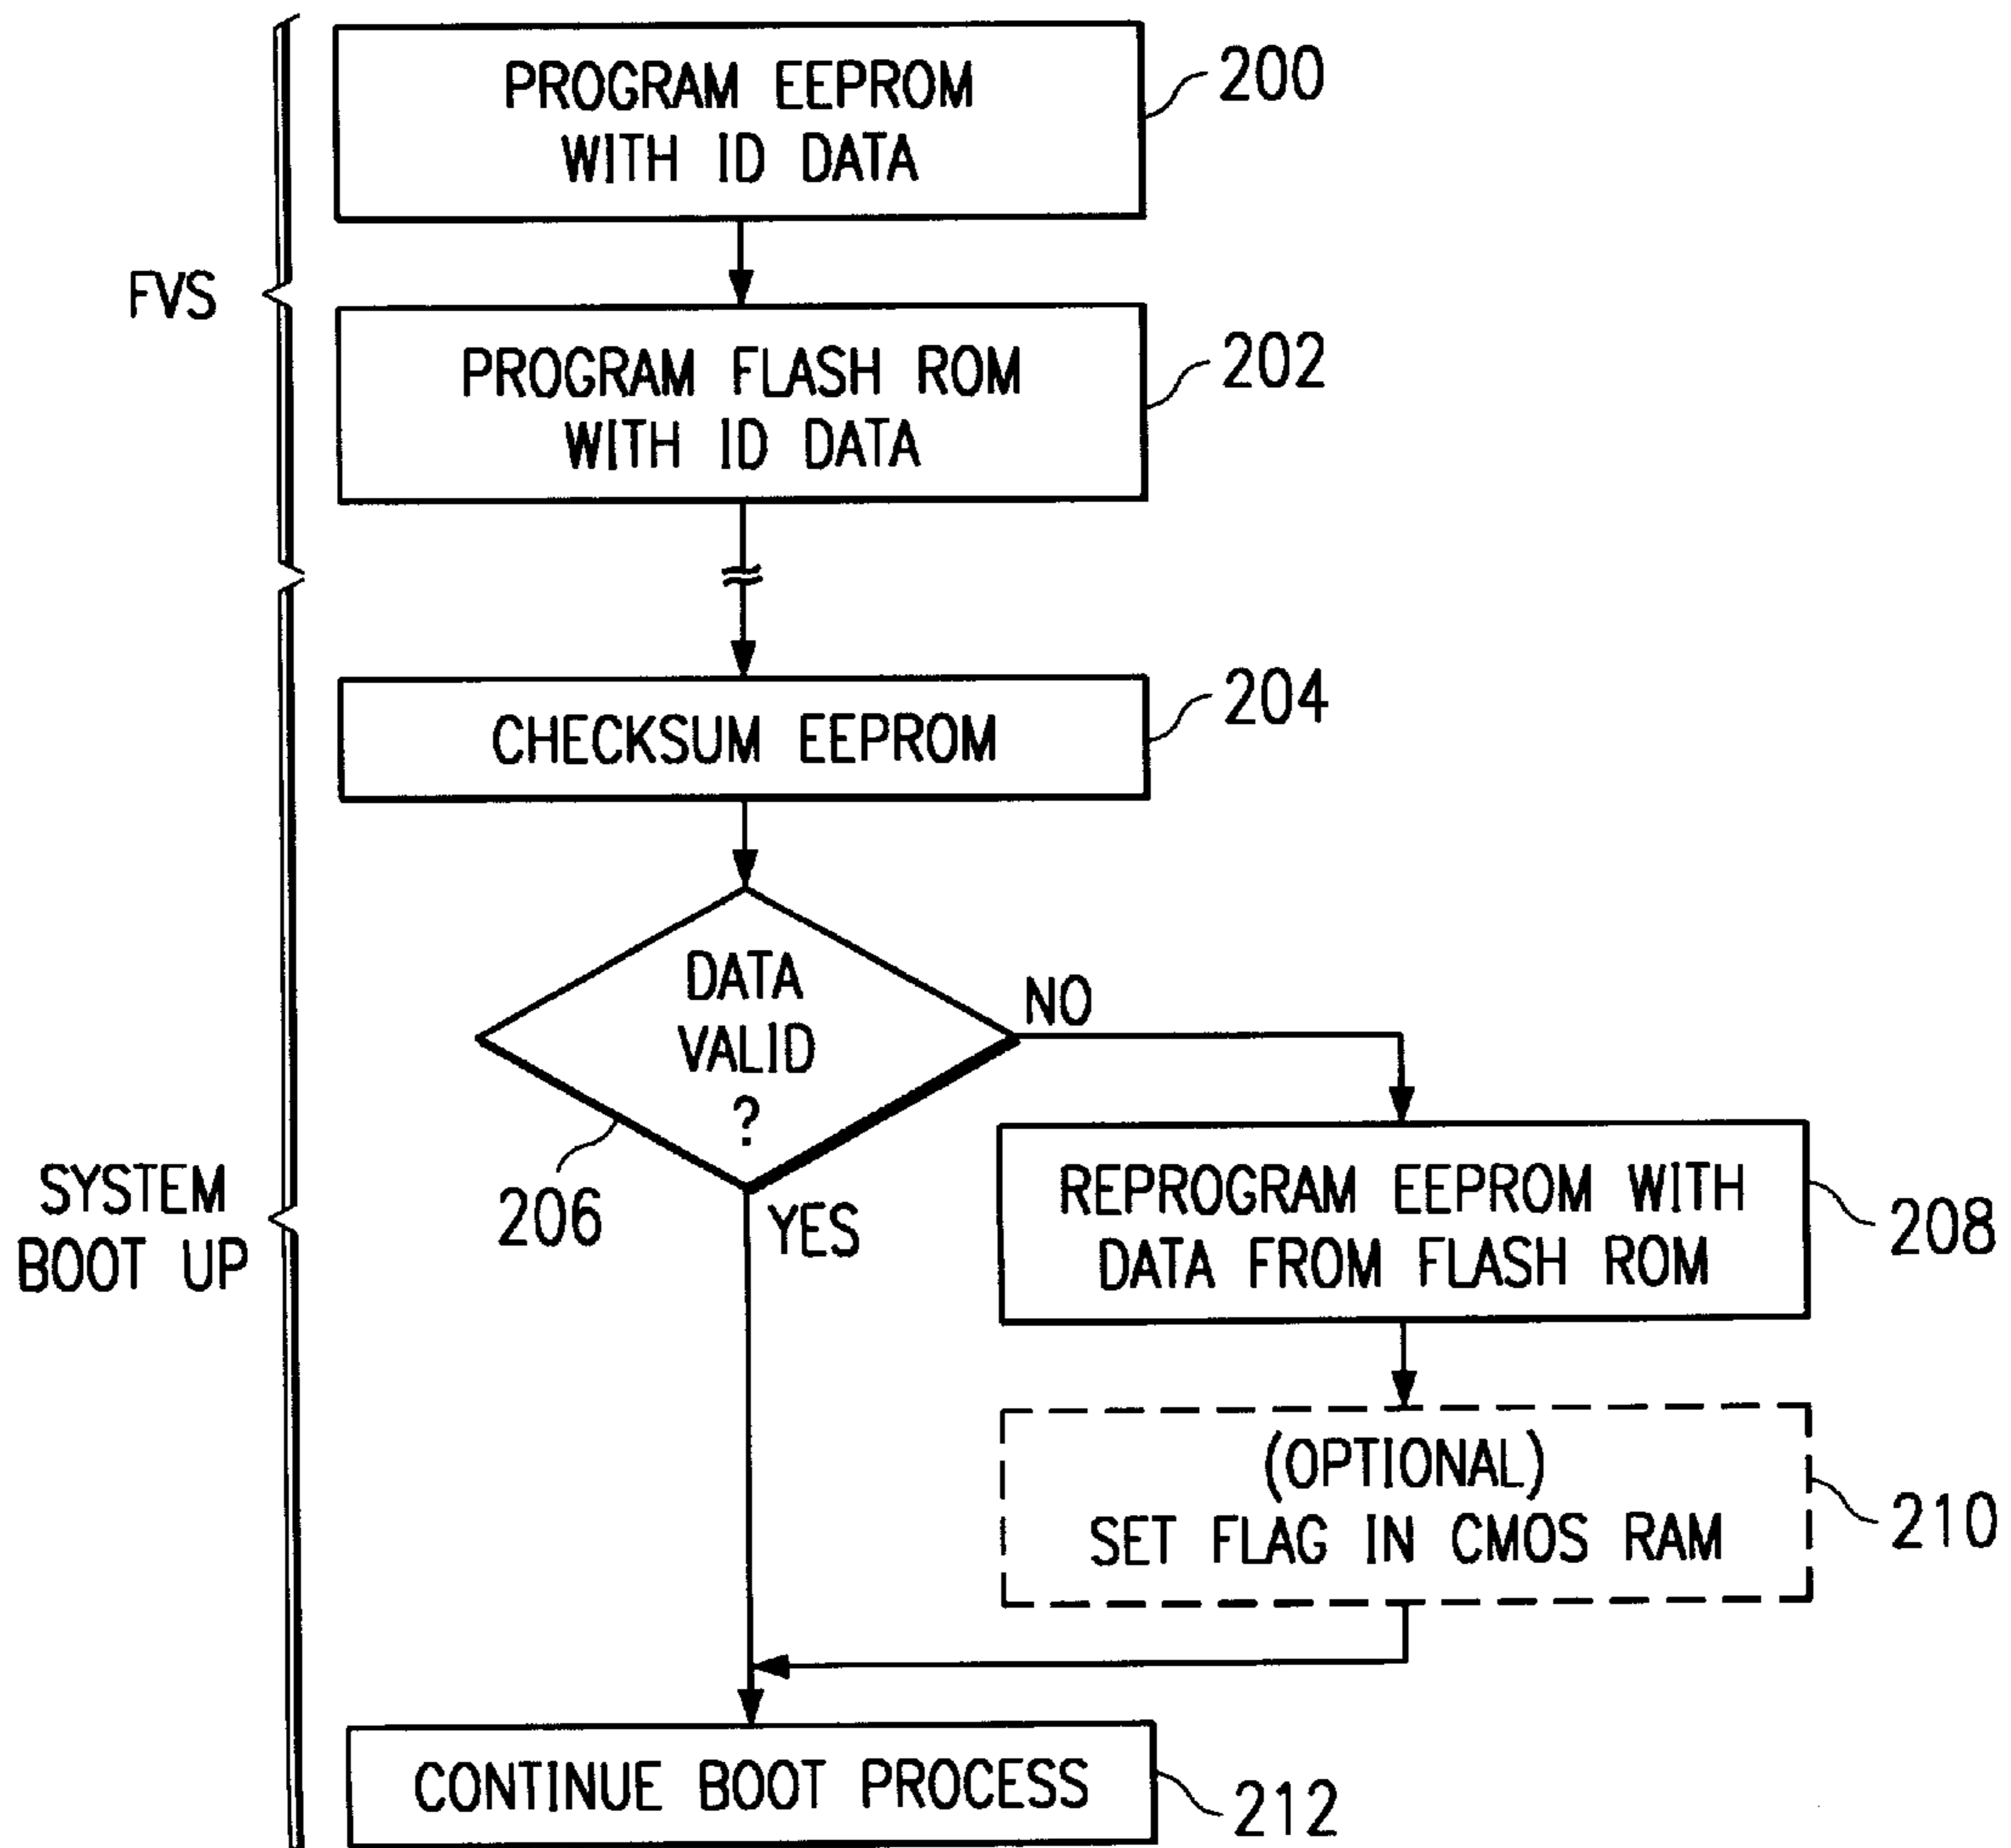 PROGRAM EEPROM
WITH ID DATA
200
FVS
PROGRAM FLASH ROM
WITH ID DATA
202
CHECKSUM EEPROM
204
DATA
VALID
?
NO
206
YES
SYSTEM
BOOT UP
REPROGRAM EEPROM WITH
DATA FROM FLASH ROM
208
(OPTIONAL)
SET FLAG IN CMOS RAM
210
CONTINUE BOOT PROCESS
212